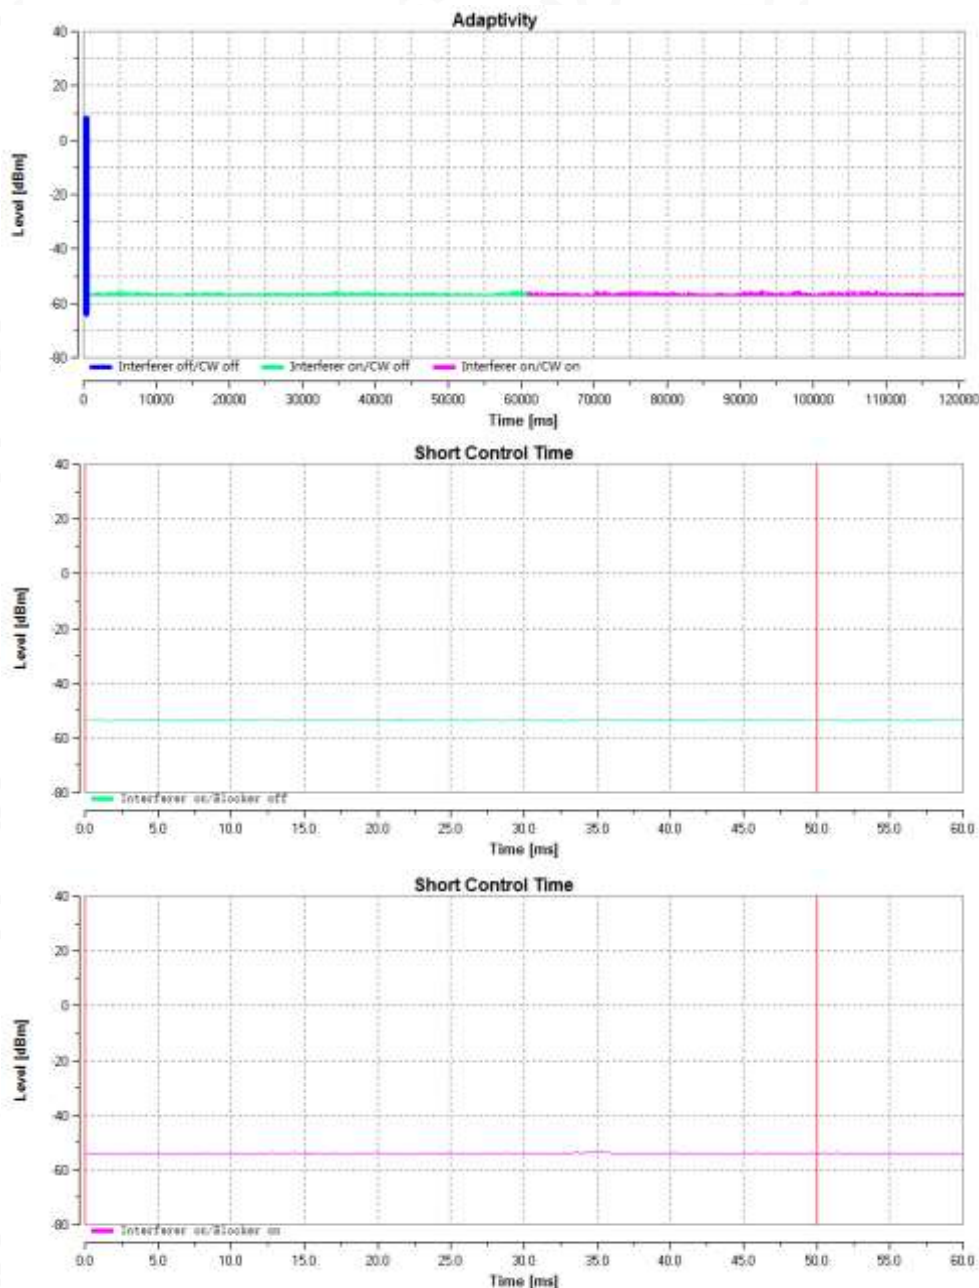 Adaptivity
Level [dBm]
40
20
0
-20
-40
-60
-80
Interferer off/CW off Interferer on/CW off Interferer on/CW on
0 10000 20000 30000 40000 50000 60000 70000 80000 90000 100000 110000 120000
Time [ms]
Short Control Time
Level [dBm]
40
20
0
-20
-40
-60
-80
Interferer on/Blocker off
0.0 5.0 10.0 15.0 20.0 25.0 30.0 35.0 40.0 45.0 50.0 55.0 60.0
Time [ms]
Short Control Time
Level [dBm]
40
20
0
-20
-40
-60
-80
Interferer on/Blocker on
0.0 5.0 10.0 15.0 20.0 25.0 30.0 35.0 40.0 45.0 50.0 55.0 60.0
Time [ms]